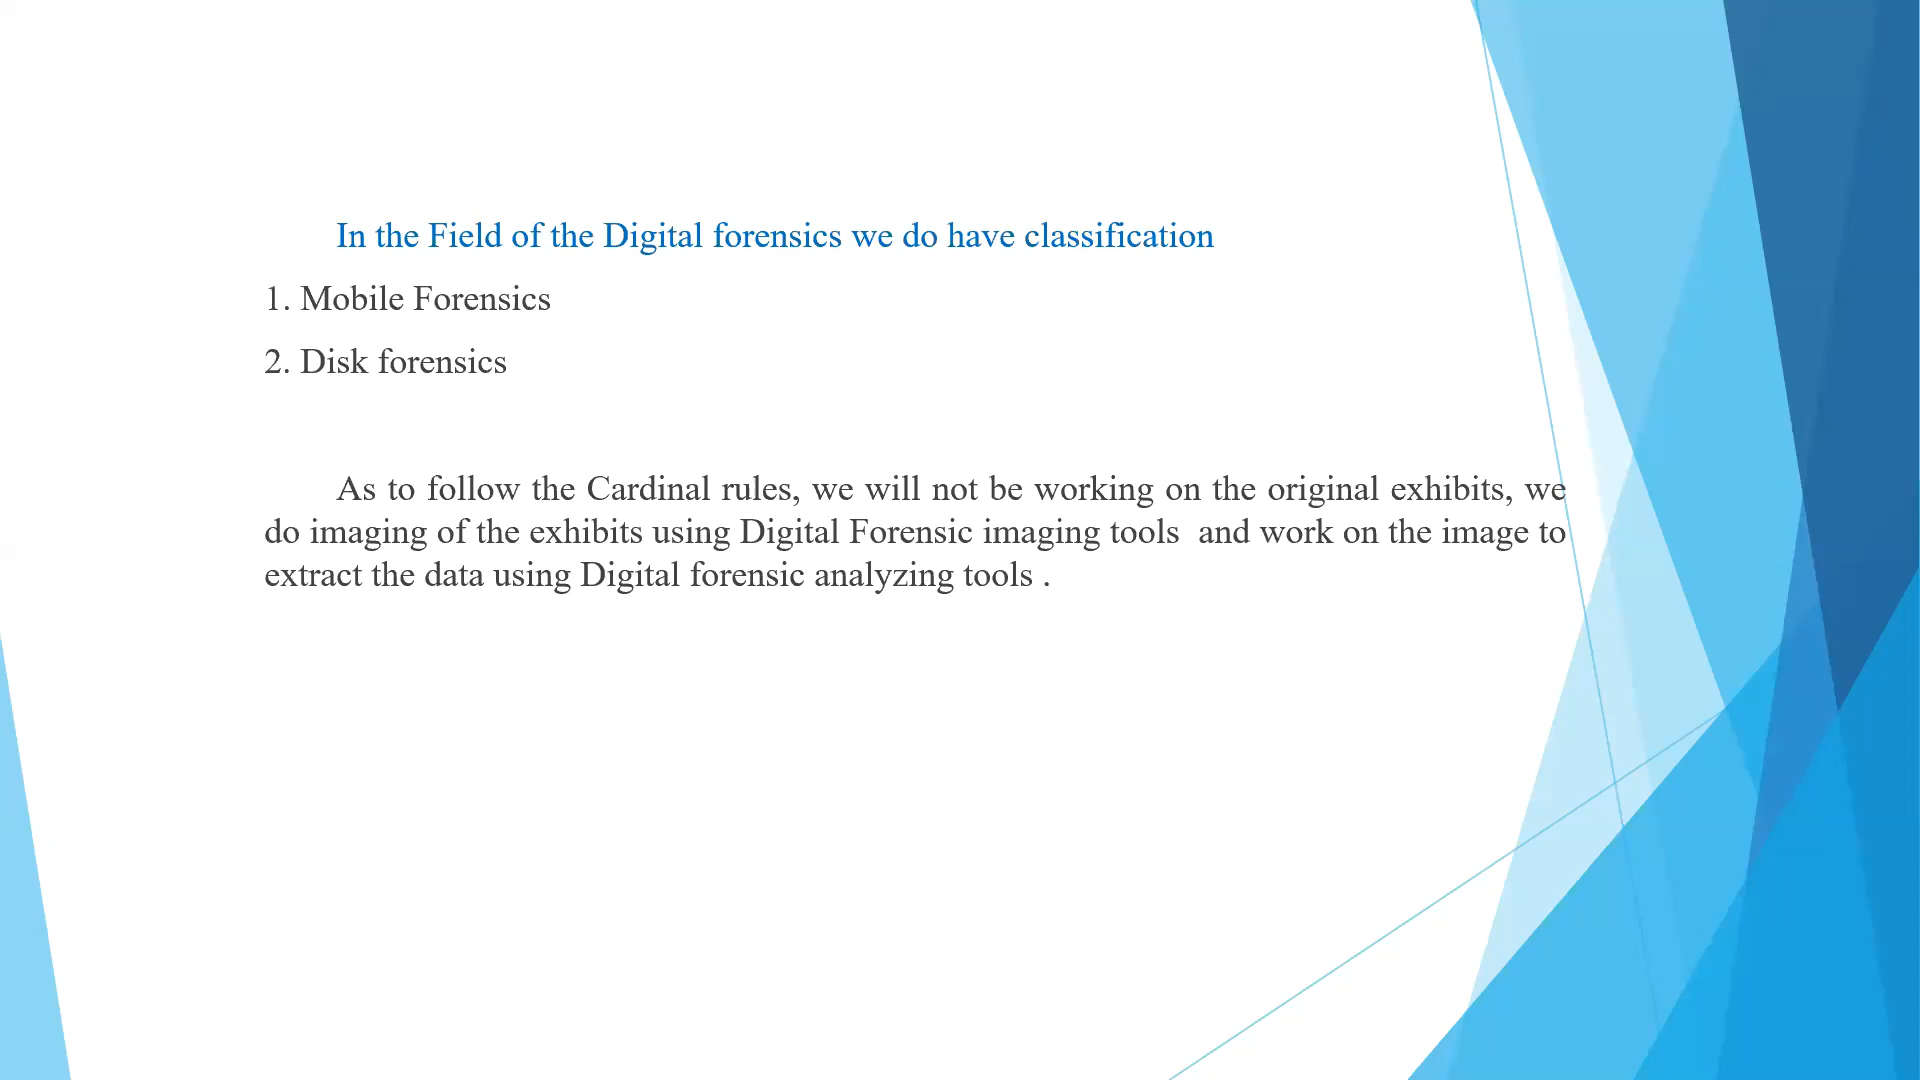 In the Field of the Digital forensics we do have classification
1. Mobile Forensics
2. Disk forensics
As to follow the Cardinal rules, we will not be working on the original exhibits, we
do imaging of the exhibits using Digital Forensic imaging tools  and work on the image to
extract the data using Digital forensic analyzing tools .